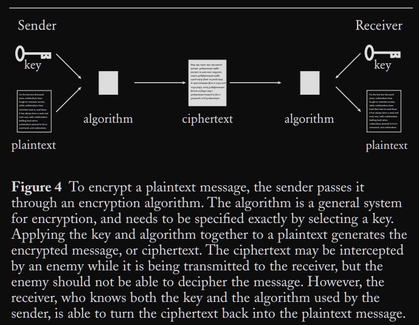 Sender
Receiver
key
key
algorithm
ciphertext
algorithm
plaintext
plaintext
Figure 4 To encrypt a plaintext message, the sender passes it
through an encryption algorithm. The algorithm is a general system
for encryption, and needs to be specified exactly by selecting a key.
Applying the key and algorithm together to a plaintext generates the
encrypted message, or ciphertext. The ciphertext may be intercepted
by an enemy while it is being transmitted to the receiver, but the
enemy should not be able to decipher the message. However, the
receiver, who knows both the key and the algorithm used by the
sender, is able to turn the ciphertext back into the plaintext message.